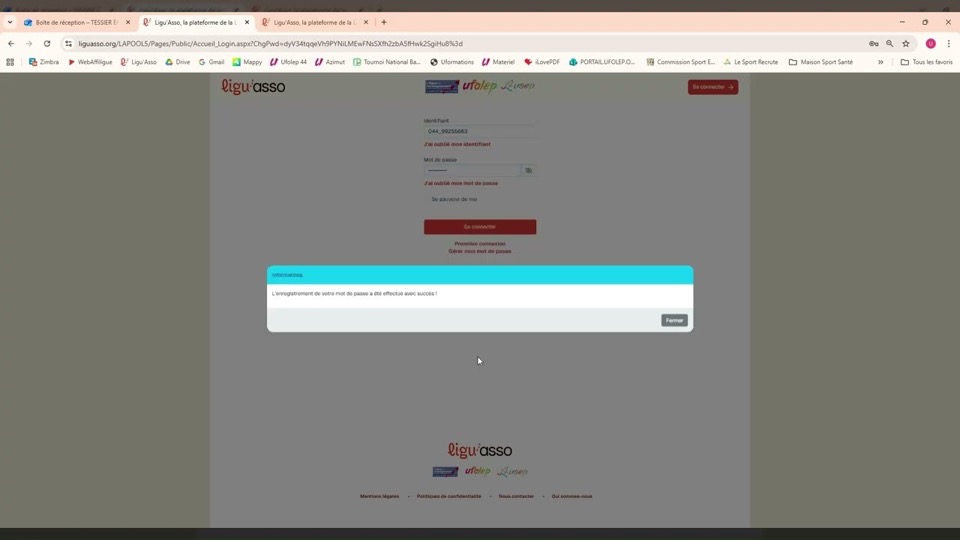 Boîte de réception – TESSIER E
Ligu'Asso, la plateforme de la L
Ligu'Asso, la plateforme de la L
liguasso.org/LAPOOLS/Pages/Public/Accueil_Login.aspx?ChgPwd=dyV34tqqeVh9PYNiLMEwFNsSXfh2zbA5fHwk2SgiHu8%3d
Zimbra
WebAffiligue
Ligu'Asso
Drive
Gmail
Mappy
Ufolep 44
Azimut
Tournoi National Ba...
Uformations
Materiel
iLovePDF
PORTAIL.UFOLEP.O...
Commission Sport E...
Le Sport Recrute
Maison Sport Santé
Tous les favoris
ligu'asso
ufolep
usep
Se connecter
Identifiant
044_99250663
J'ai oublié mon identifiant
Mot de passe
J'ai oublié mon mot de passe
Se souvenir de moi
Se connecter
Première connexion
Gérer mon mot de passe
Informations
L'enregistrement de votre mot de passe a été effectué avec succès !
Fermer
ligu'asso
ufolep
usep
Mentions légales - Politiques de confidentialité - Nous contacter - Qui sommes-nous